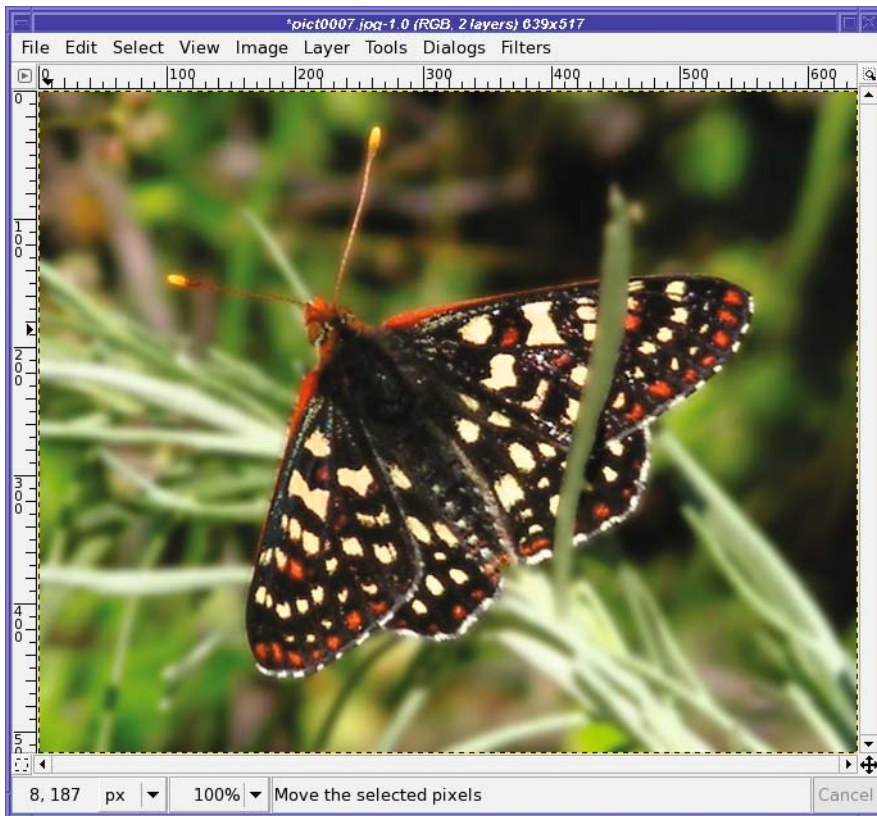 *pict0007.jpg-1.0 (RGB, 2 layers) 639x517
File Edit Select View Image Layer Tools Dialogs Filters
0 100 200 300 400 500 600
0
100
200
300
400
5
8, 187 px 100% Move the selected pixels Cancel